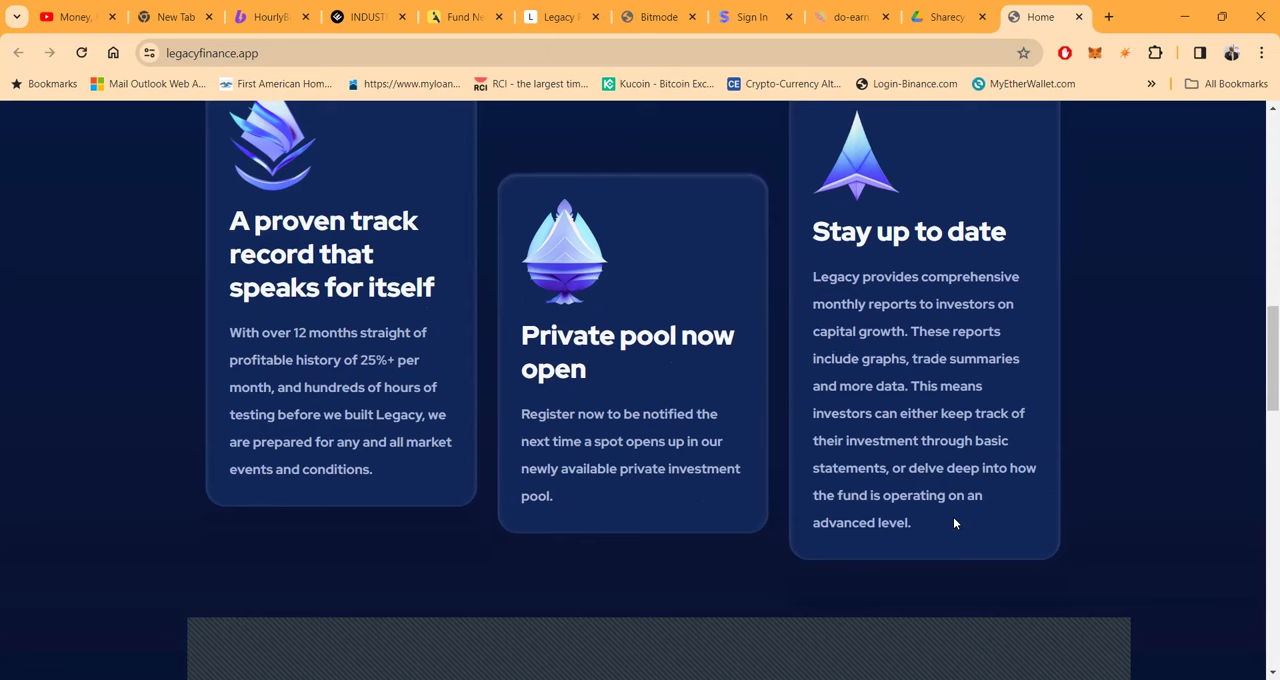 Money,
New Tab
HourlyB
INDUST
Fund Ne
Legacy F
Bitmode
Sign In
do-earn
Sharecy
Home
legacyfinance.app
Bookmarks
Mail Outlook Web A...
First American Hom...
https://www.myloan...
RCI - the largest tim...
Kucoin - Bitcoin Exc...
Crypto-Currency Alt...
Login-Binance.com
MyEtherWallet.com
All Bookmarks
A proven track
record that
speaks for itself
With over 12 months straight of
profitable history of 25%+ per
month, and hundreds of hours of
testing before we built Legacy, we
are prepared for any and all market
events and conditions.
Private pool now
open
Register now to be notified the
next time a spot opens up in our
newly available private investment
pool.
Stay up to date
Legacy provides comprehensive
monthly reports to investors on
capital growth. These reports
include graphs, trade summaries
and more data. This means
investors can either keep track of
their investment through basic
statements, or delve deep into how
the fund is operating on an
advanced level.